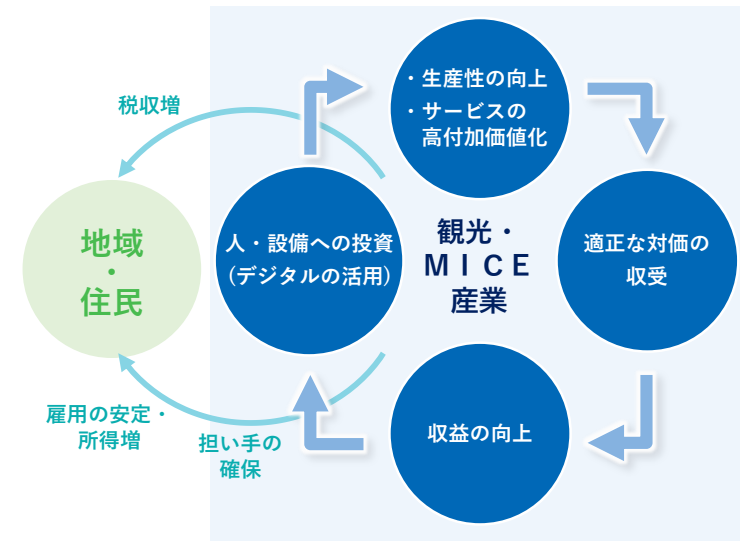 ・生産性の向上
・サービスの
高付加価値化
税収増
地域
・
住民
人・設備への投資
(デジタルの活用)
観光・
ＭＩＣＥ
産業
適正な対価の
収受
収益の向上
雇用の安定・
所得増
担い手の
確保